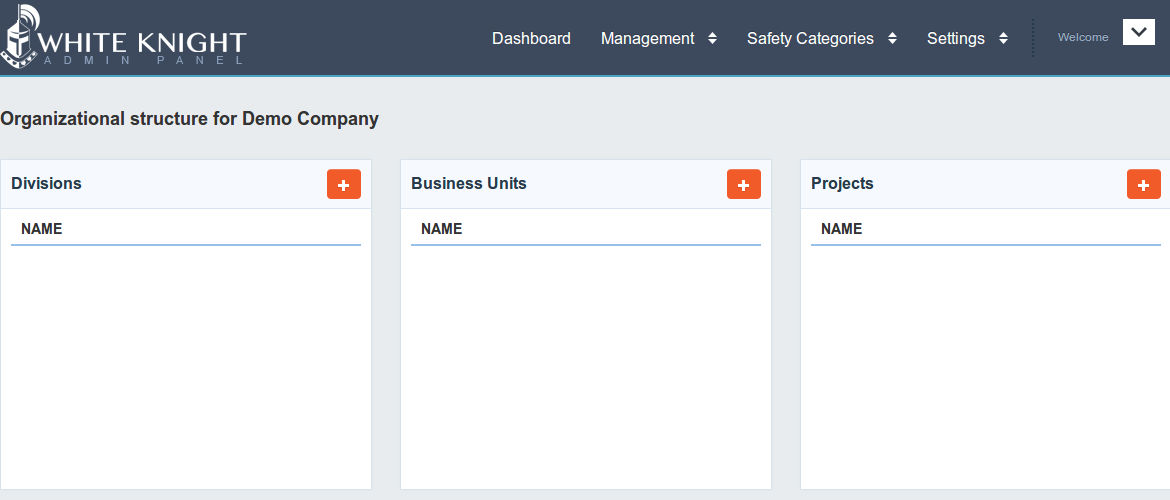 WHITE KNIGHT
ADMIN PANEL
Dashboard Management Safety Categories Settings Welcome
Organizational structure for Demo Company
Divisions
NAME
Business Units
NAME
Projects
NAME